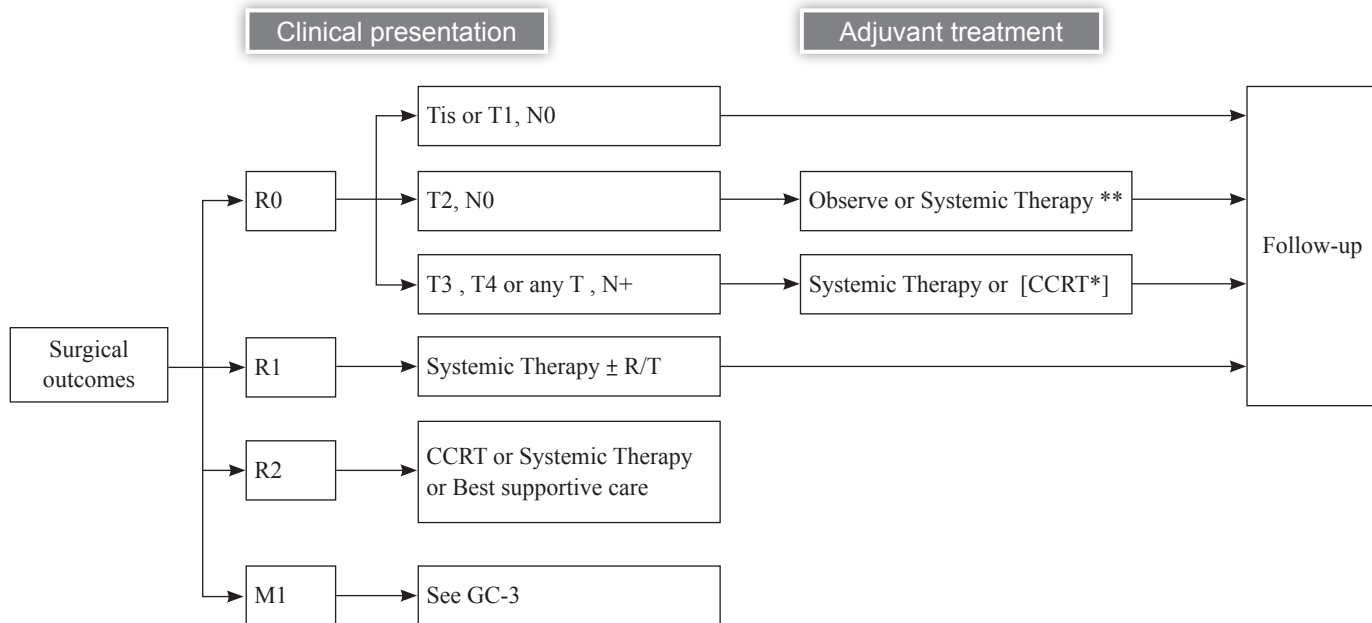 Clinical presentation
Adjuvant treatment
Tis or T1, N0
R0
T2, N0
Observe or Systemic Therapy **
Follow-up
T3 , T4 or any T , N+
Systemic Therapy or [CCRT*]
Surgical
outcomes
R1
Systemic Therapy ± R/T
R2
CCRT or Systemic Therapy
or Best supportive care
M1
See GC-3